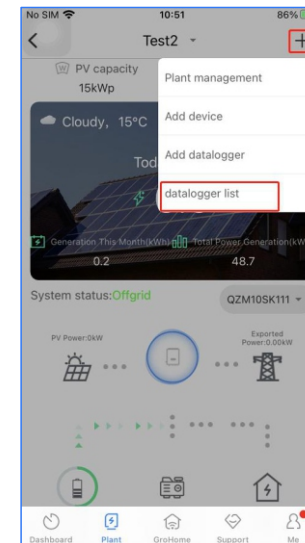 No SIM 10:51 86%
Test2
PV capacity
15kWp
Plant management
Add device
Add datalogger
datalogger list
Cloudy, 15°C
Tod
Generation This Month(kWh) Total Power Generation(kW
0.2 48.7
System status:Offgrid
QZM10SK111
PV Power:0kW
Exported
Power:0.00kW
Dashboard Plant GroHome Support Me